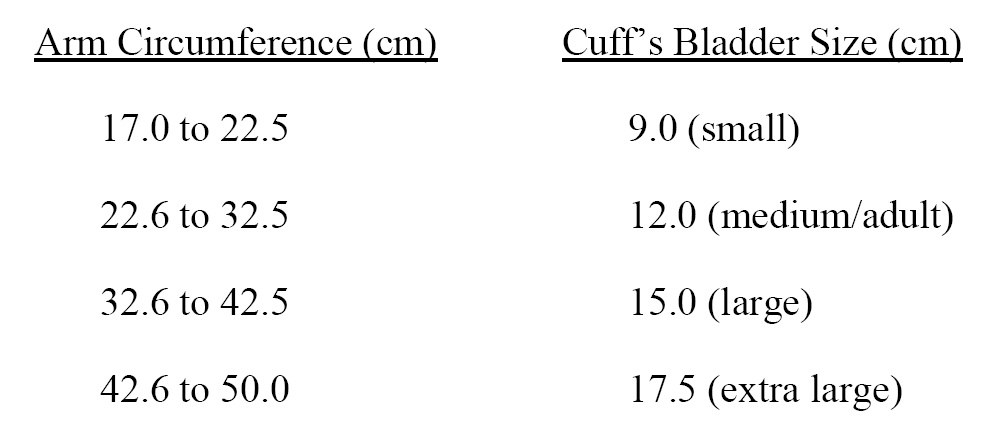 Arm Circumference (cm) Cuff’s Bladder Size (cm)
17.0 to 22.5 9.0 (small)
22.6 to 32.5 12.0 (medium/adult)
32.6 to 42.5 15.0 (large)
42.6 to 50.0 17.5 (extra large)